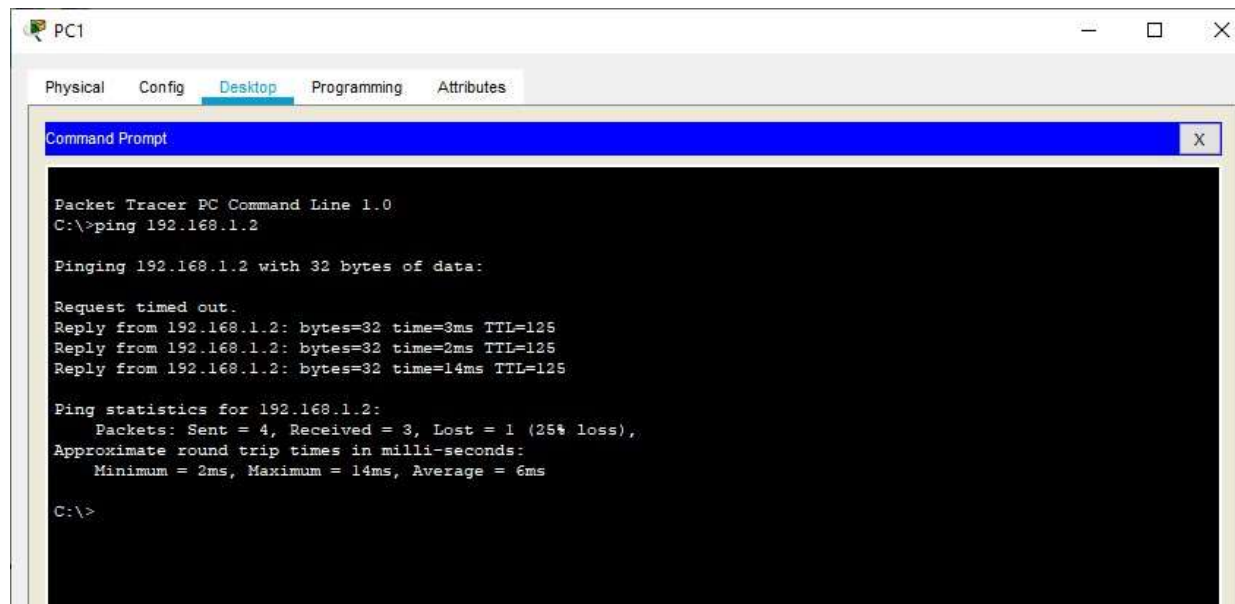 PC1
Physical Config Desktop Programming Attributes
Command Prompt
X
Packet Tracer PC Command Line 1.0
C:\>ping 192.168.1.2
Pinging 192.168.1.2 with 32 bytes of data:
Request timed out.
Reply from 192.168.1.2: bytes=32 time=3ms TTL=125
Reply from 192.168.1.2: bytes=32 time=2ms TTL=125
Reply from 192.168.1.2: bytes=32 time=14ms TTL=125
Ping statistics for 192.168.1.2:
Packets: Sent = 4, Received = 3, Lost = 1 (25% loss),
Approximate round trip times in milli-seconds:
Minimum = 2ms, Maximum = 14ms, Average = 6ms
C:\>